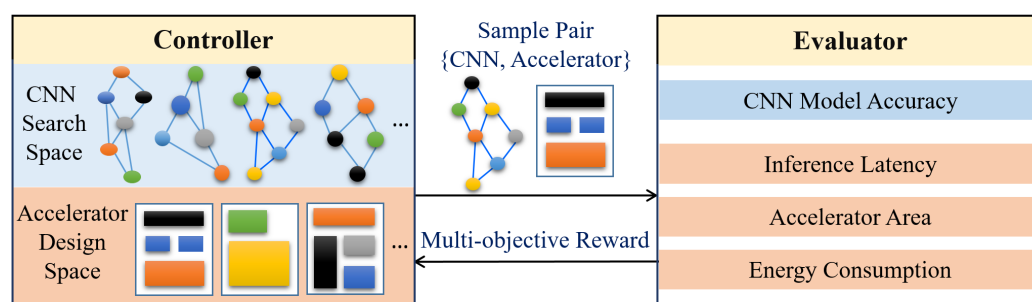 Controller
CNN
Search
Space
...
Accelerator
Design
Space
...
Sample Pair
{CNN, Accelerator}
Multi-objective Reward
Evaluator
CNN Model Accuracy
Inference Latency
Accelerator Area
Energy Consumption